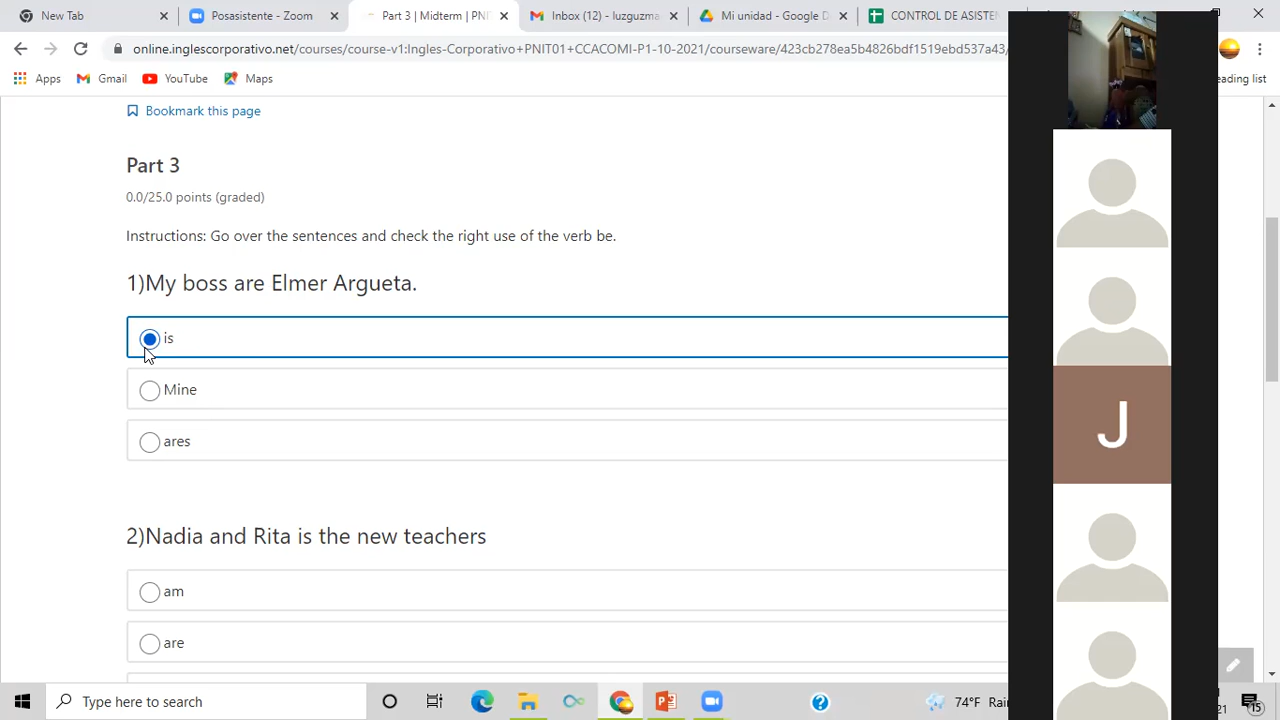 New Tab
Posasistente - Zoom
Part 3 | Midterm | PNIT
Inbox (12) - luzguzma
Mi unidad - Google D
CONTROL DE ASISTE
online.inglescorporativo.net/courses/course-v1:Ingles-Corporativo+PNIT01+CCACOMI-P1-10-2021/courseware/423cb278ea5b4826bdf1519ebd537a43/
Apps
Gmail
YouTube
Maps
eading list
Bookmark this page
Part 3
0.0/25.0 points (graded)
Instructions: Go over the sentences and check the right use of the verb be.
1)My boss are Elmer Argueta.
is
Mine
ares
J
2)Nadia and Rita is the new teachers
am
are
Type here to search
74°F Rai
21
15